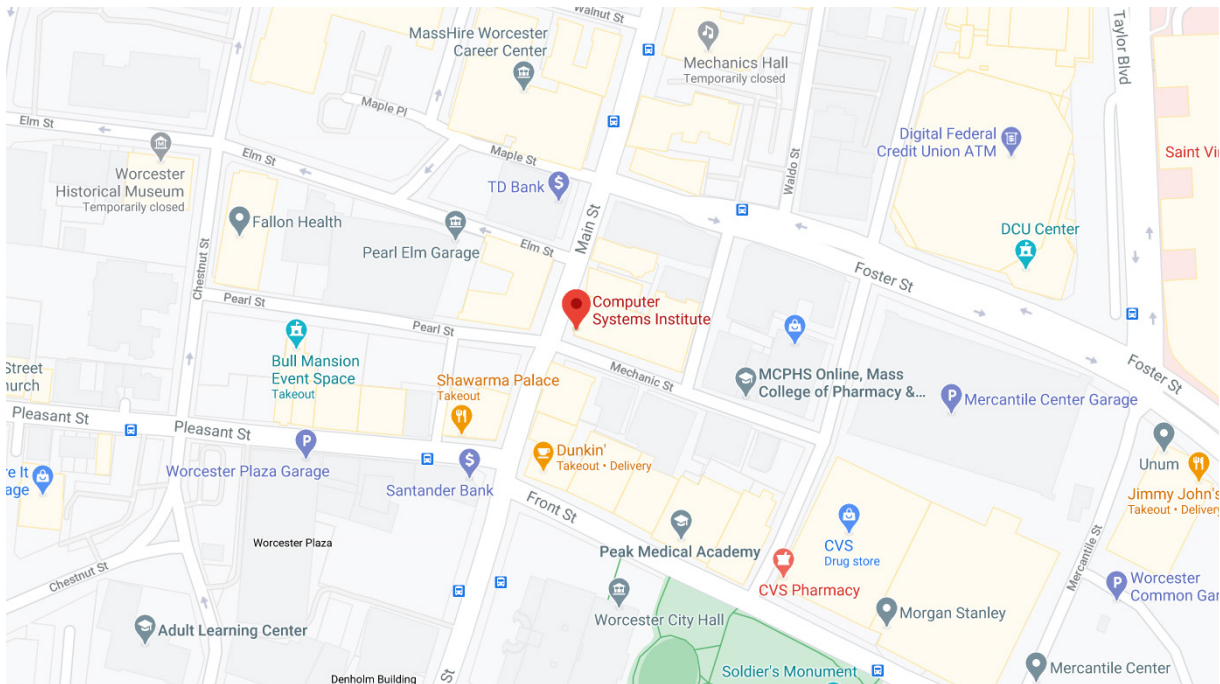 Walnut St
MassHire Worcester
Career Center
Mechanics Hall
Temporarily closed
Taylor Blvd
Maple Pl
Elm St
Digital Federal
Credit Union ATM
Saint Vi
Worcester
Historical Museum
Temporarily closed
Elm St
Maple St
TD Bank
Waldo St
Fallon Health
Pearl Elm Garage
Elm St
Main St
DCU Center
Chestnut St
Foster St
Pearl St
Pearl St
Computer
Systems Institute
Bull Mansion
Event Space
Takeout
Street
hurch
Shawarma Palace
Takeout
Mechanic St
MCPHS Online, Mass
College of Pharmacy &...
Foster St
Mercantile Center Garage
Pleasant St
Pleasant St
Worcester Plaza Garage
Dunkin'
Takeout • Delivery
Santander Bank
re It
age
Unum
Jimmy John's
Takeout • Delivery
Front St
Worcester Plaza
Peak Medical Academy
CVS
Drug store
Mercantile St
Chestnut St
CVS Pharmacy
Worcester
Common Gar
Worcester City Hall
Morgan Stanley
Adult Learning Center
Soldier's Monument
Mercantile Center
Denholm Building
St